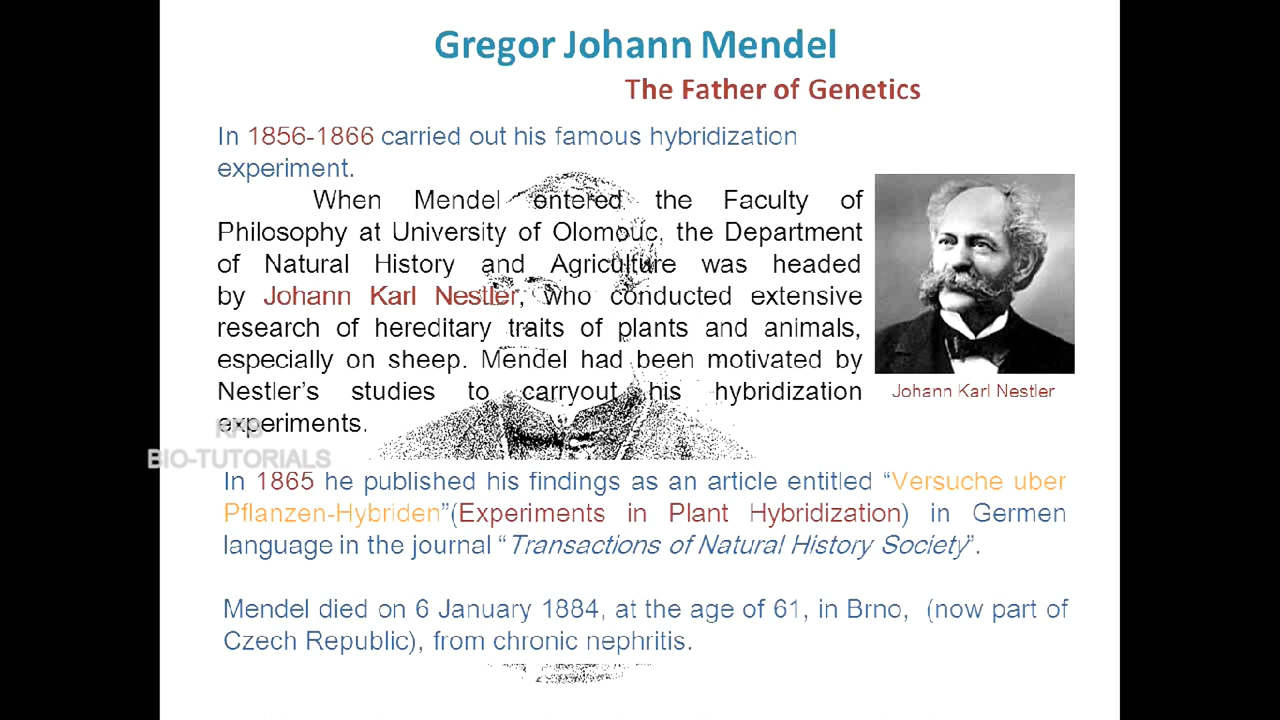 Gregor Johann Mendel
The Father of Genetics
In 1856-1866 carried out his famous hybridization
experiment.
When Mendel entered the Faculty of
Philosophy at University of Olomouc, the Department
of Natural History and Agriculture was headed
by Johann Karl Nestler, who conducted extensive
research of hereditary traits of plants and animals,
especially on sheep. Mendel had been motivated by
Nestler’s studies to carryout his hybridization
experiments.
Johann Karl Nestler
BIO-TUTORIALS
In 1865 he published his findings as an article entitled “Versuche uber
Pflanzen-Hybriden”(Experiments in Plant Hybridization) in Germen
language in the journal “Transactions of Natural History Society”.
Mendel died on 6 January 1884, at the age of 61, in Brno, (now part of
Czech Republic), from chronic nephritis.